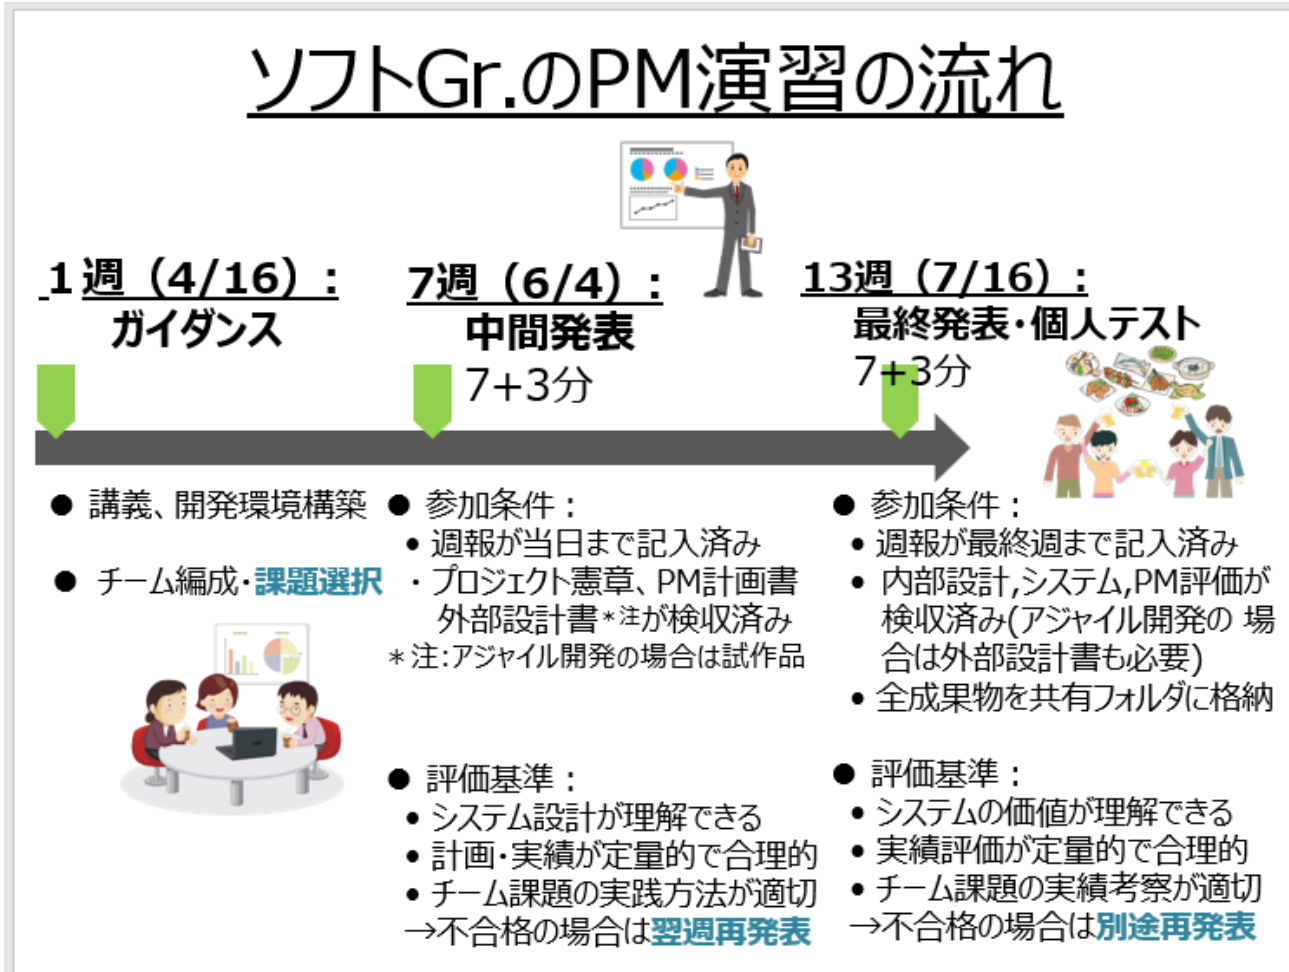 ソフトGr.のPM演習の流れ
1週（4/16）:
ガイダンス
7週（6/4）:
中間発表
7+3分
13週（7/16）:
最終発表・個人テスト
7+3分
● 講義、開発環境構築
● チーム編成・課題選択
● 参加条件：
• 週報が当日まで記入済み
・プロジェクト憲章、PM計画書
外部設計書*注が検収済み
*注:アジャイル開発の場合は試作品
● 評価基準：
• システム設計が理解できる
• 計画・実績が定量的で合理的
• チーム課題の実践方法が適切
→不合格の場合は翌週再発表
● 参加条件：
• 週報が最終週まで記入済み
• 内部設計,システム,PM評価が
検収済み(アジャイル開発の 場
合は外部設計書も必要)
• 全成果物を共有フォルダに格納
● 評価基準：
• システムの価値が理解できる
• 実績評価が定量的で合理的
• チーム課題の実績考察が適切
→不合格の場合は別途再発表